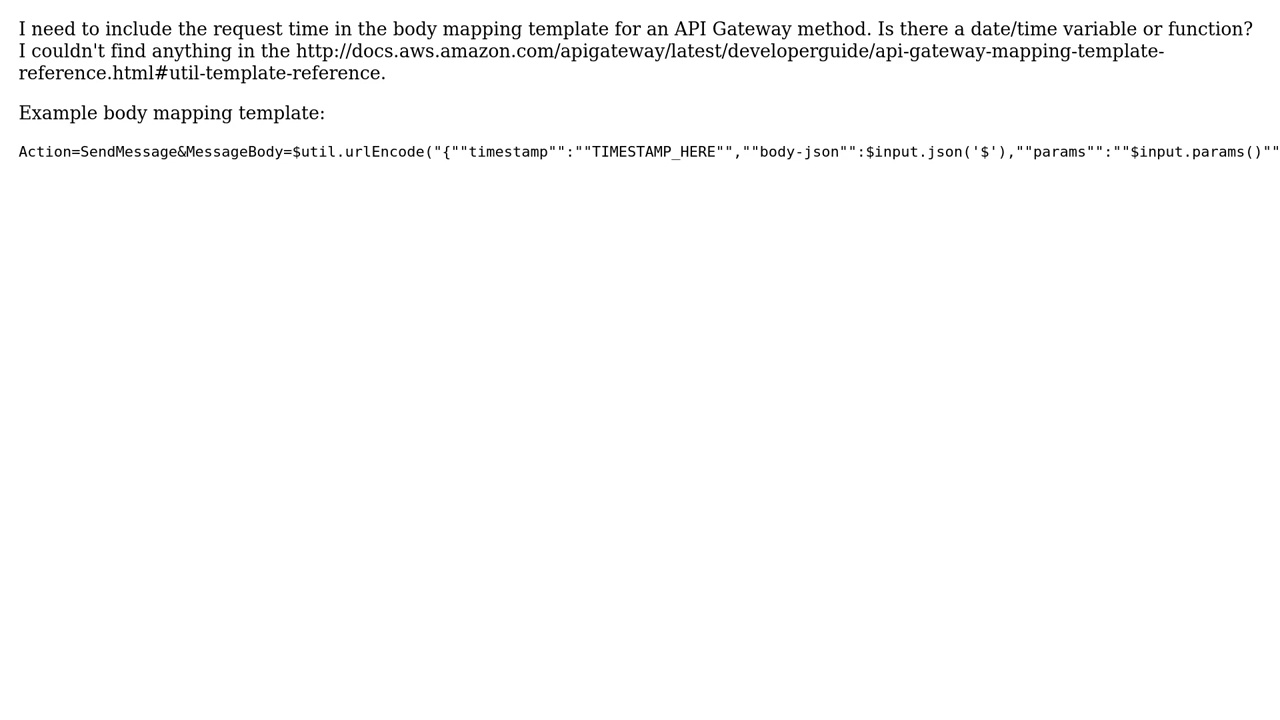 I need to include the request time in the body mapping template for an API Gateway method. Is there a date/time variable or function?
I couldn't find anything in the http://docs.aws.amazon.com/apigateway/latest/developerguide/api-gateway-mapping-template-
reference.html#util-template-reference.
Example body mapping template:
Action=SendMessage&MessageBody=$util.urlEncode("{""timestamp"":""TIMESTAMP_HERE"",""body-json"":$input.json('$'),""params"":""$input.params()""